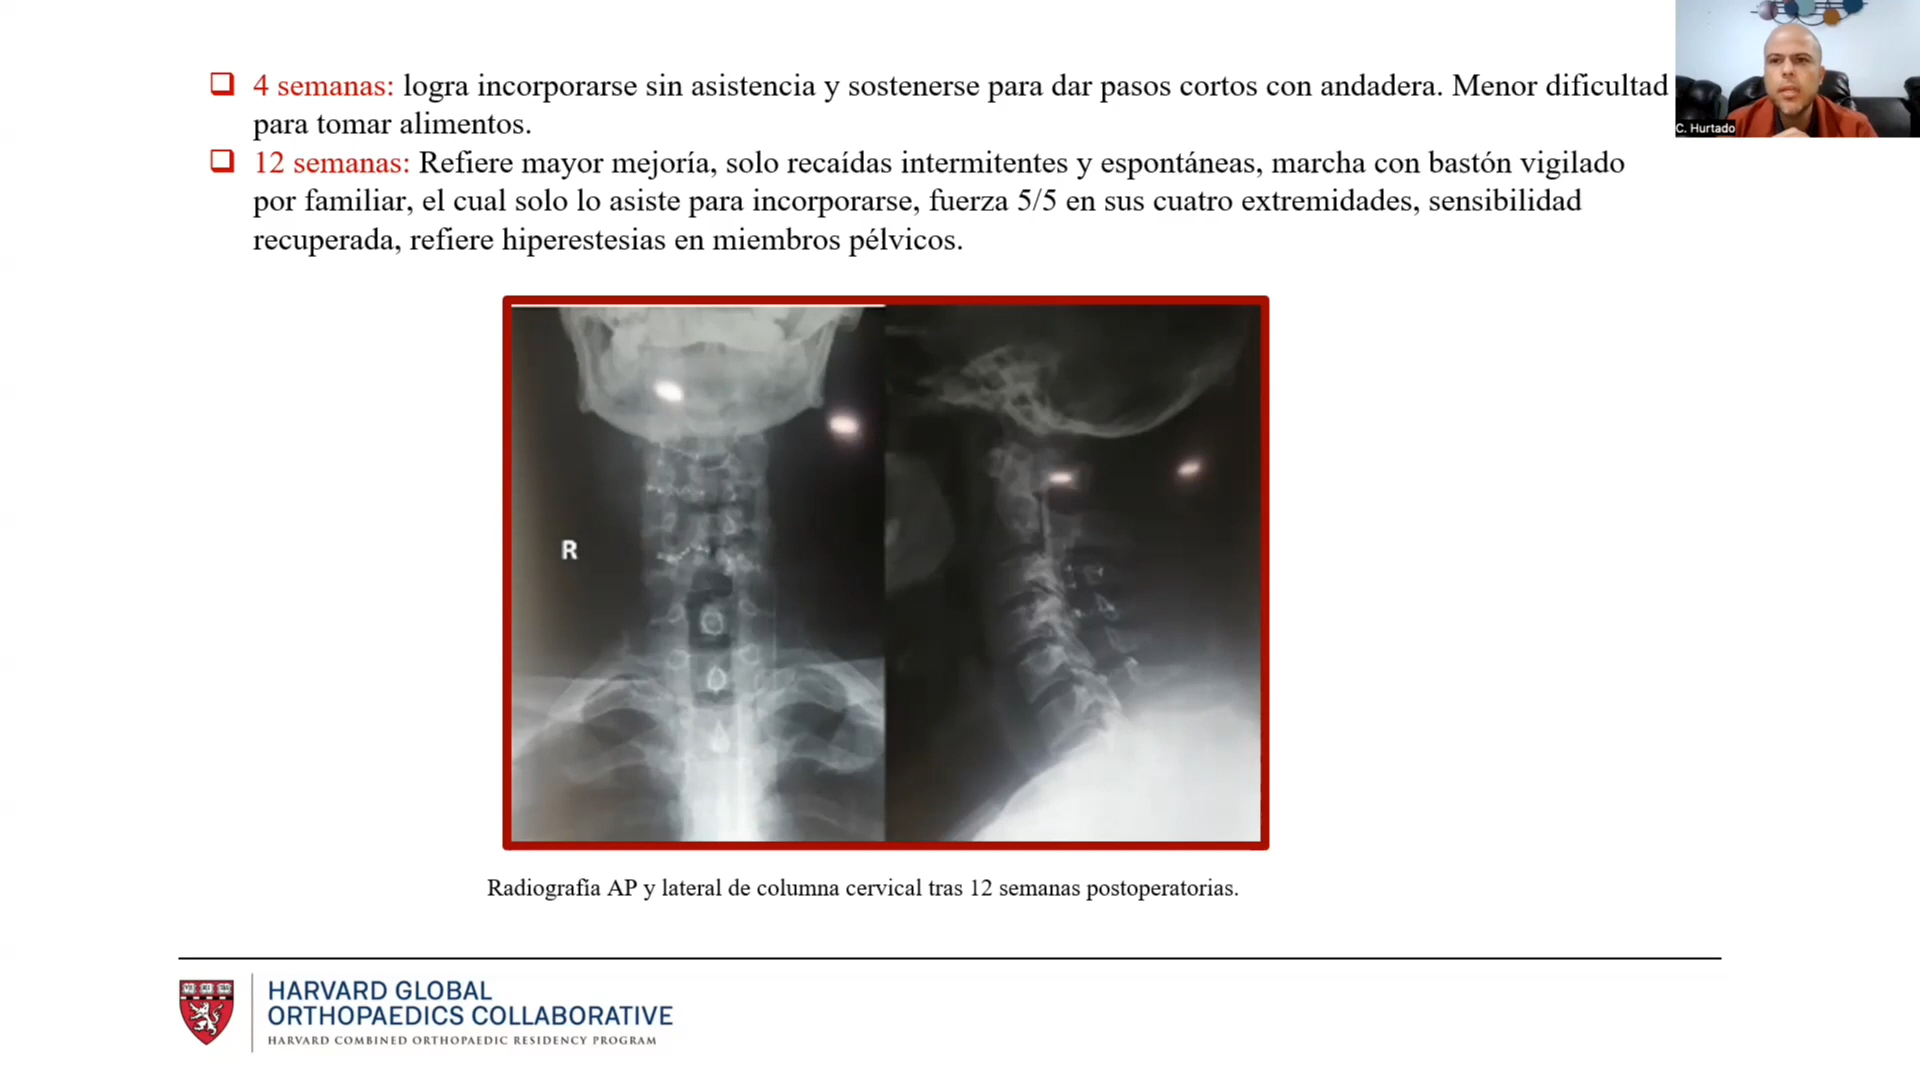 4 semanas: logra incorporarse sin asistencia y sostenerse para dar pasos cortos con andadera. Menor dificultad
para tomar alimentos.
12 semanas: Refiere mayor mejoría, solo recaídas intermitentes y espontáneas, marcha con bastón vigilado
por familiar, el cual solo lo asiste para incorporarse, fuerza 5/5 en sus cuatro extremidades, sensibilidad
recuperada, refiere hiperestesias en miembros pélvicos.
C. Hurtado
R
Radiografía AP y lateral de columna cervical tras 12 semanas postoperatorias.
HARVARD GLOBAL
ORTHOPAEDICS COLLABORATIVE
HARVARD COMBINED ORTHOPAEDIC RESIDENCY PROGRAM